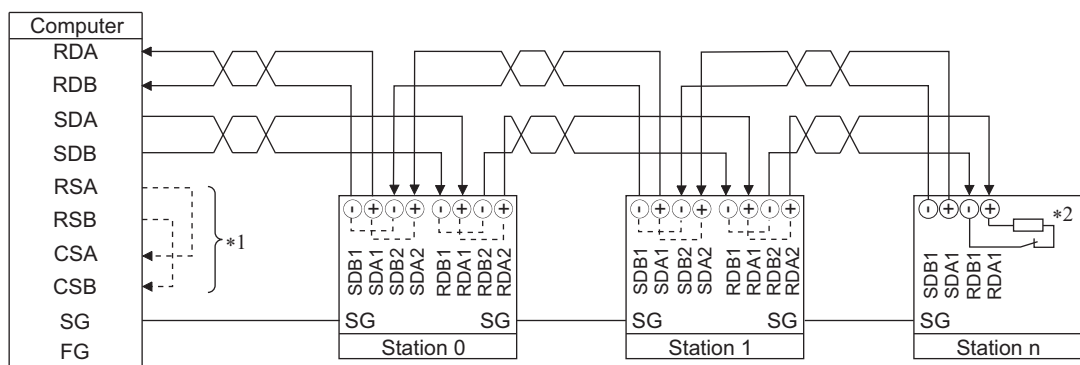 Computer
RDA
RDB
SDA
SDB
RSA
RSB
CSA
CSB
SG
FG
*1
- + - + - + - +
SDB1 SDA1 SDB2 SDA2 RDB1 RDA1 RDB2 RDA2
SG SG
Station 0
- + - + - + - +
SDB1 SDA1 SDB2 SDA2 RDB1 RDA1 RDB2 RDA2
SG SG
Station 1
- + - +
*2
SDB1 SDA1 RDB1 RDA1
SG
Station n